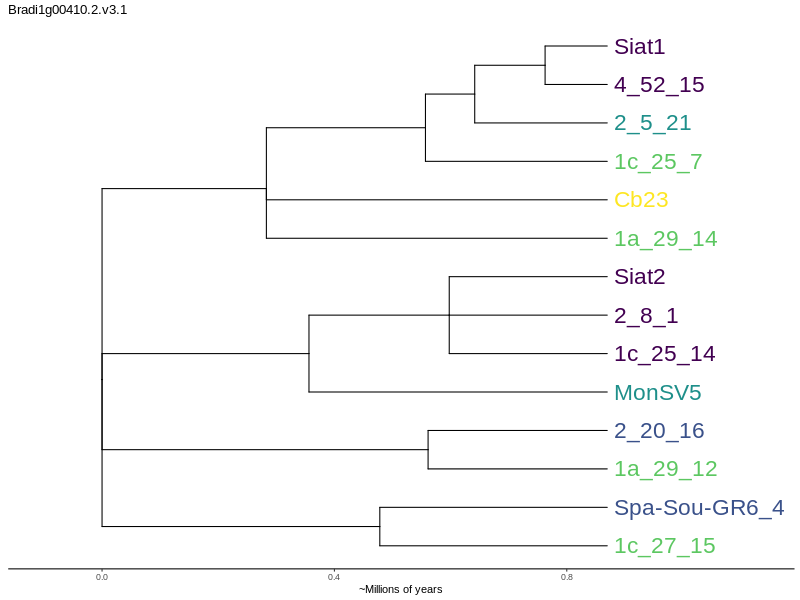 Bradi1g00410.2.v3.1
Siat1
4_52_15
2_5_21
1c_25_7
Cb23
1a_29_14
Siat2
2_8_1
1c_25_14
MonSV5
2_20_16
1a_29_12
Spa-Sou-GR6_4
1c_27_15
0.0 0.4 0.8
~Millions of years